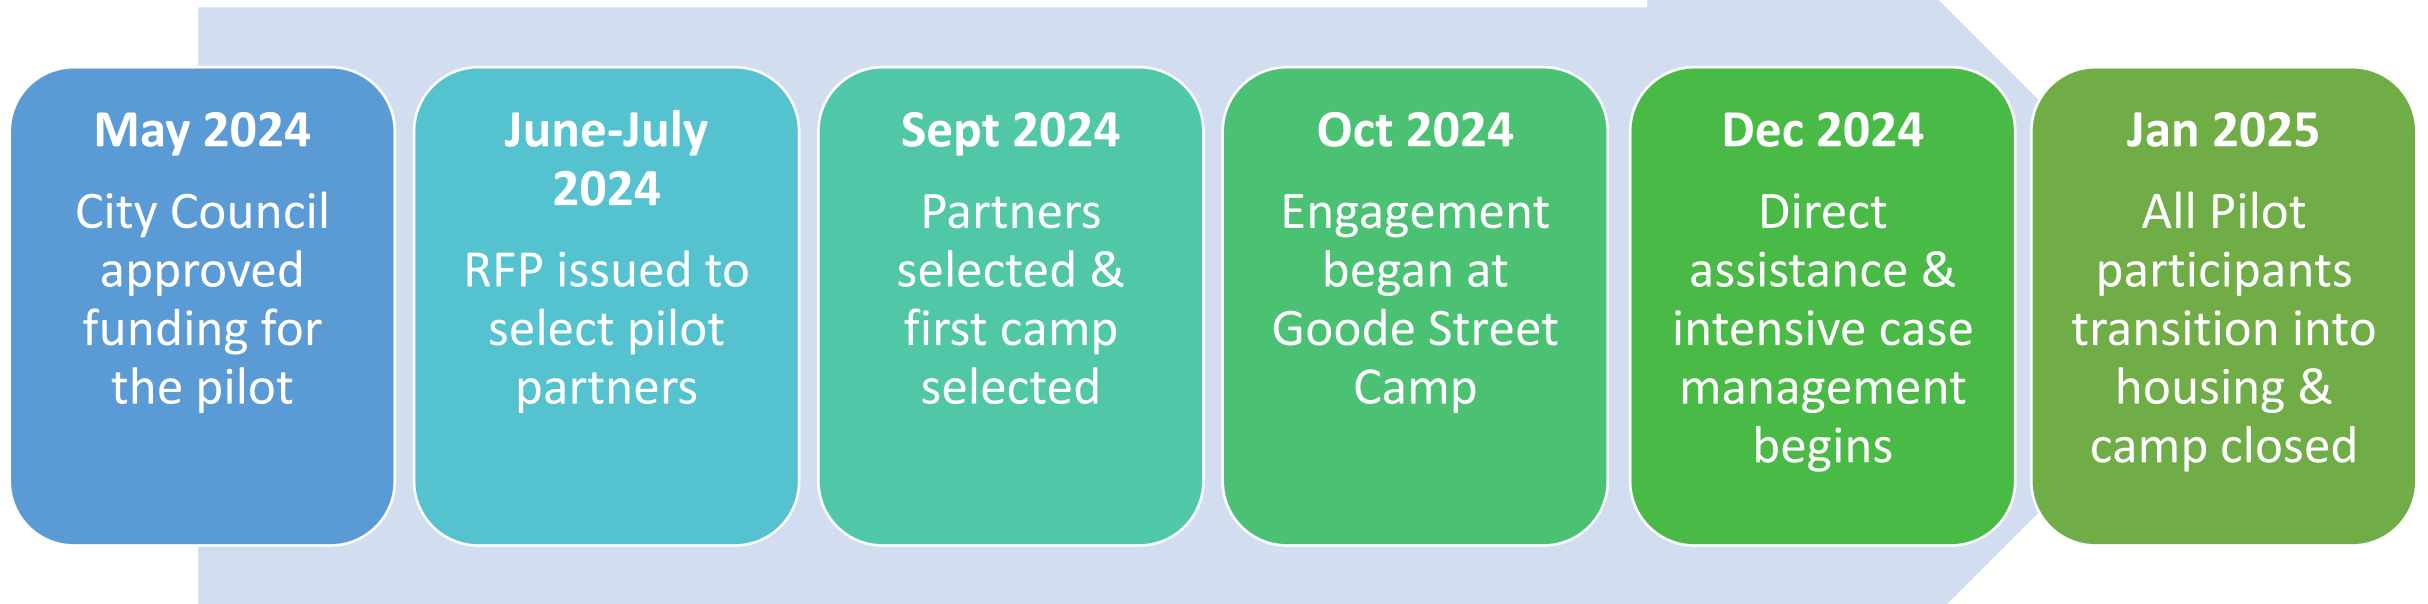 May 2024
City Council
approved
funding for
the pilot
June-July
2024
RFP issued to
select pilot
partners
Sept 2024
Partners
selected &
first camp
selected
Oct 2024
Engagement
began at
Goode Street
Camp
Dec 2024
Direct
assistance &
intensive case
management
begins
Jan 2025
All Pilot
participants
transition into
housing &
camp closed